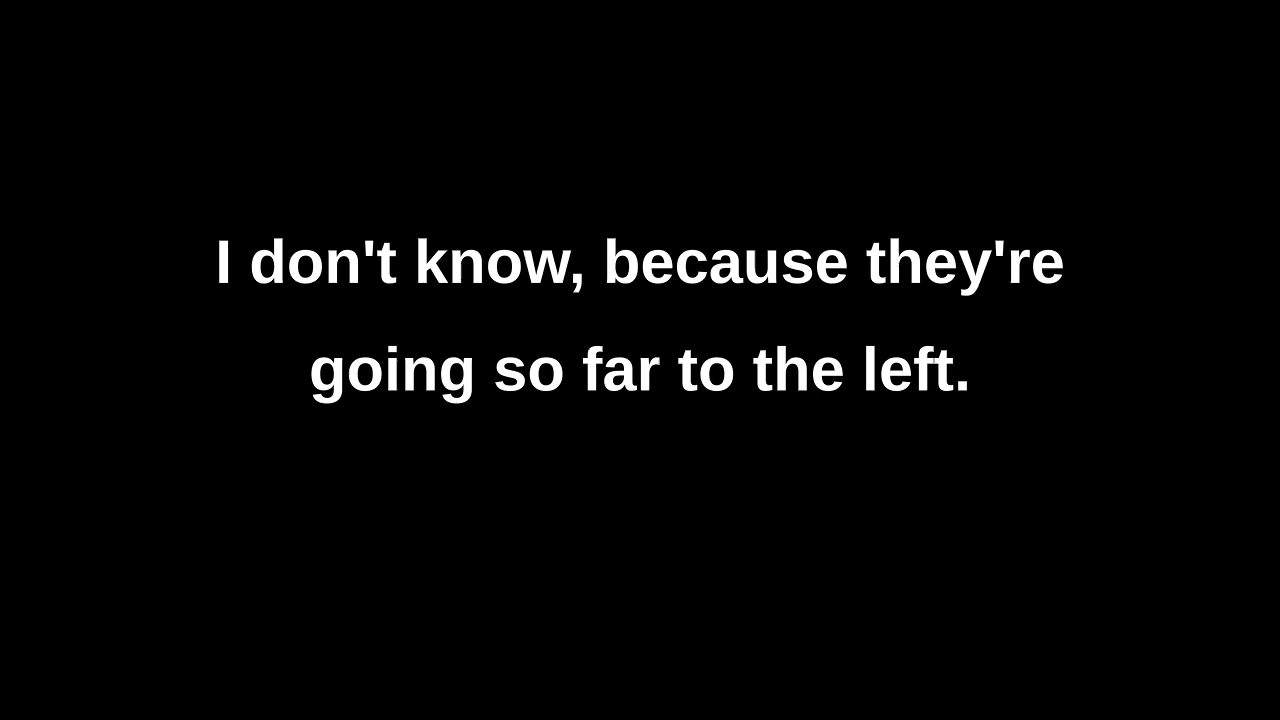 I don't know, because they're
going so far to the left.